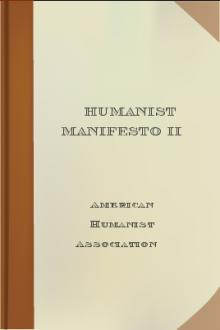 HUMANIST
MANIFESTO II
AMERICAN
HUMANIST
ASSOCIATION